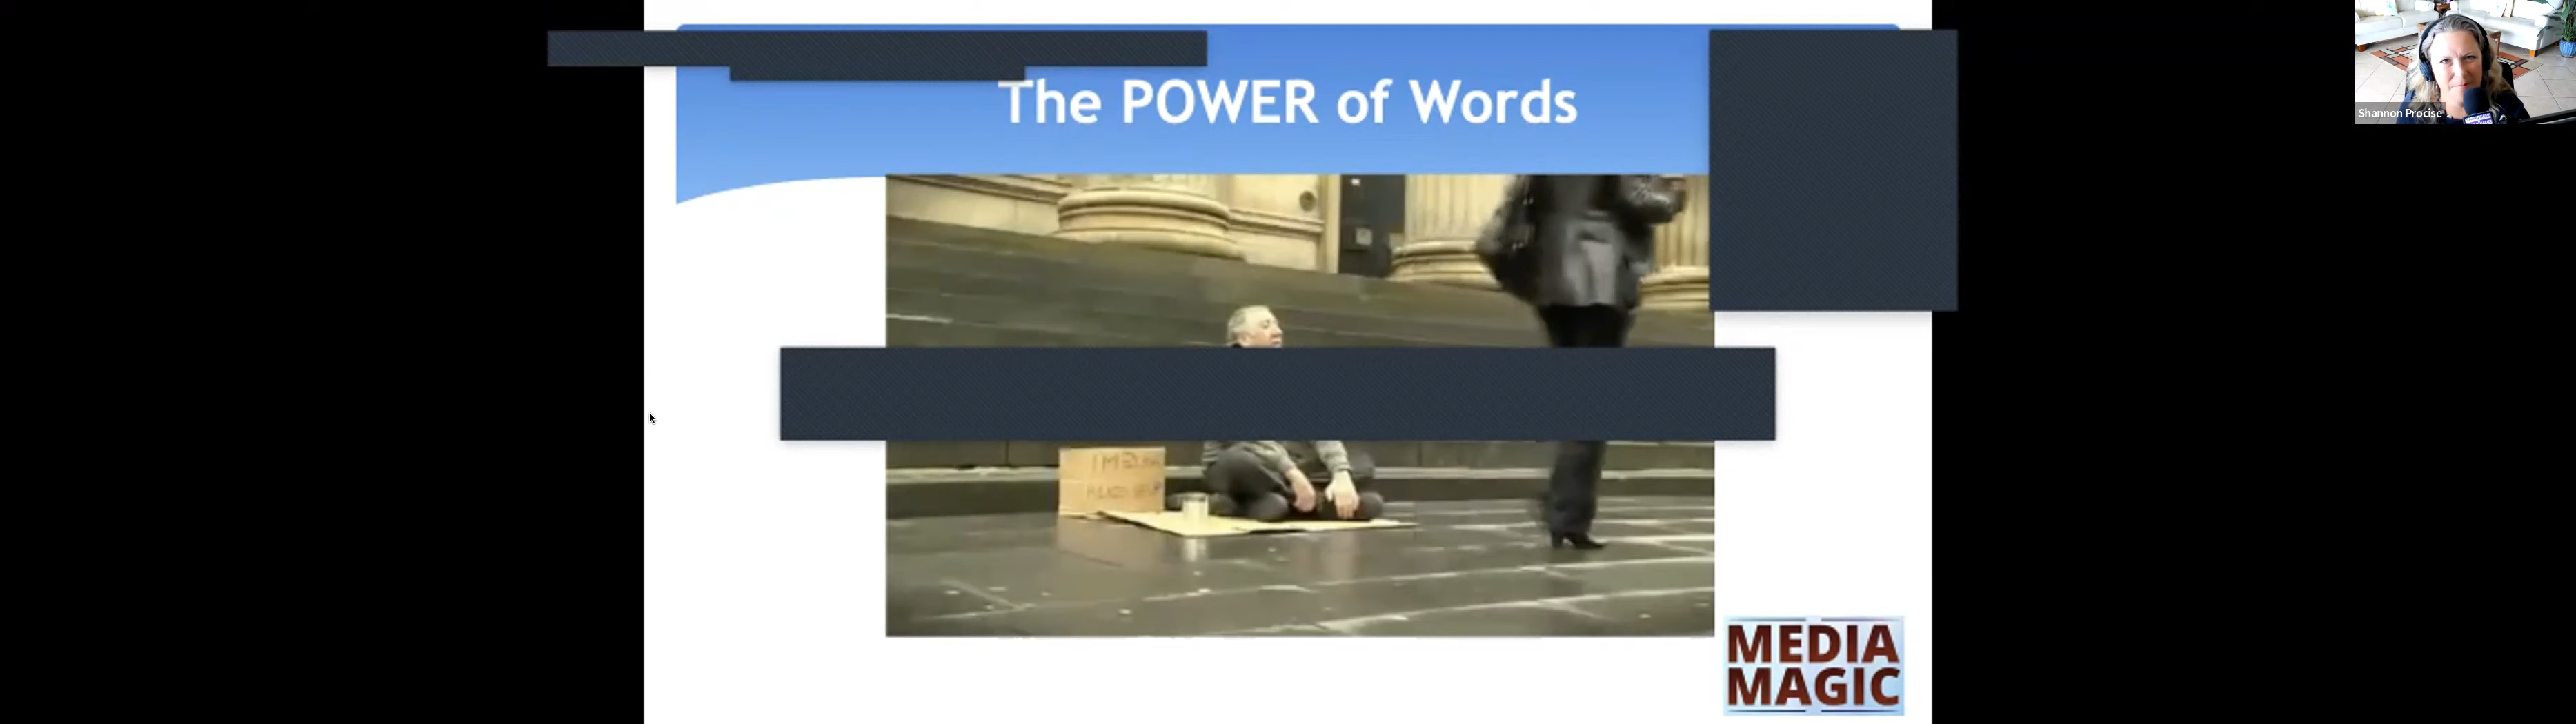 The POWER of Words
Shannon Procise
I'M
MEDIA
MAGIC